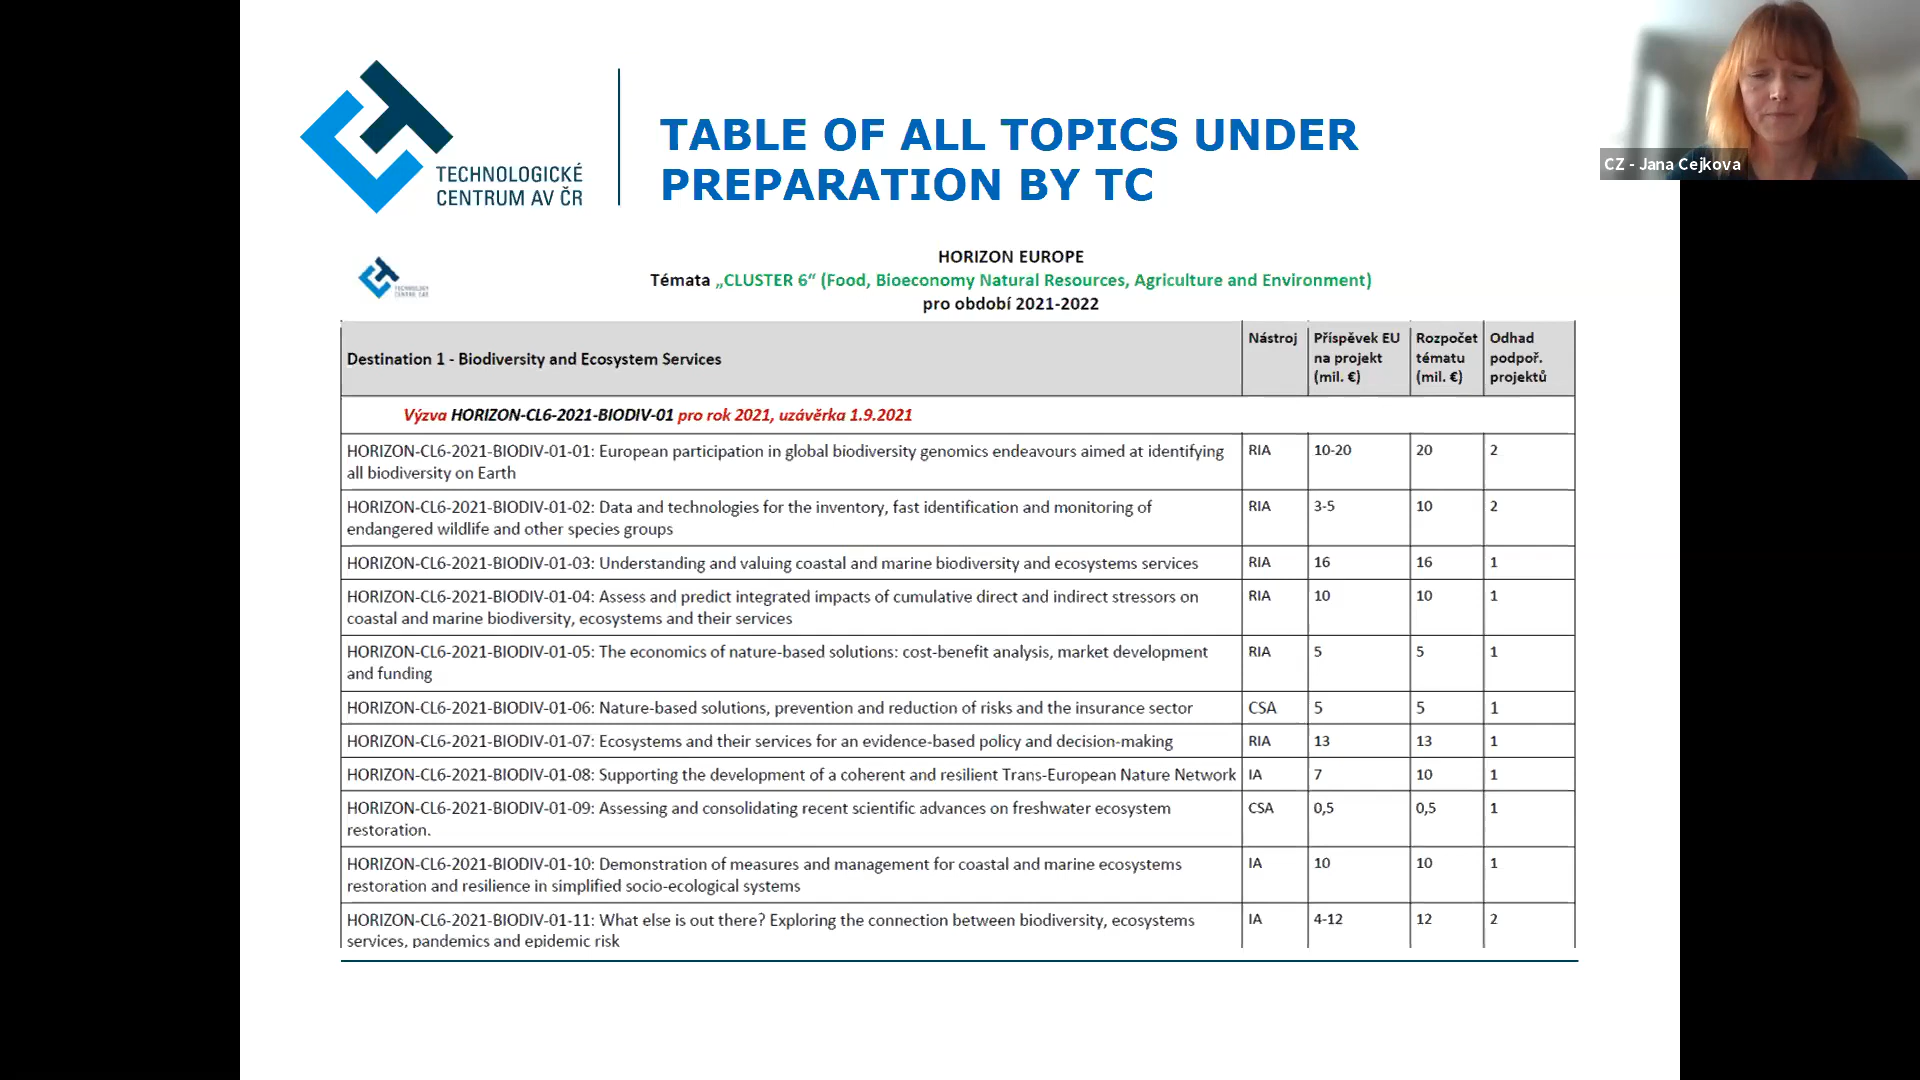 TECHNOLOGICKÉ
CENTRUM AV ČR
TABLE OF ALL TOPICS UNDER
PREPARATION BY TC
CZ - Jana Cejkova
TECHNOLOGY
CENTRE CAS
HORIZON EUROPE
Témata „CLUSTER 6“ (Food, Bioeconomy Natural Resources, Agriculture and Environment)
pro období 2021-2022
Destination 1 - Biodiversity and Ecosystem Services
Nástroj
Příspěvek EU
na projekt
(mil. €)
Rozpočet
tématu
(mil. €)
Odhad
podpoř.
projektů
Výzva HORIZON-CL6-2021-BIODIV-01 pro rok 2021, uzávěrka 1.9.2021
HORIZON-CL6-2021-BIODIV-01-01: European participation in global biodiversity genomics endeavours aimed at identifying
all biodiversity on Earth
RIA
10-20
20
2
HORIZON-CL6-2021-BIODIV-01-02: Data and technologies for the inventory, fast identification and monitoring of
endangered wildlife and other species groups
RIA
3-5
10
2
HORIZON-CL6-2021-BIODIV-01-03: Understanding and valuing coastal and marine biodiversity and ecosystems services
RIA
16
16
1
HORIZON-CL6-2021-BIODIV-01-04: Assess and predict integrated impacts of cumulative direct and indirect stressors on
coastal and marine biodiversity, ecosystems and their services
RIA
10
10
1
HORIZON-CL6-2021-BIODIV-01-05: The economics of nature-based solutions: cost-benefit analysis, market development
and funding
RIA
5
5
1
HORIZON-CL6-2021-BIODIV-01-06: Nature-based solutions, prevention and reduction of risks and the insurance sector
CSA
5
5
1
HORIZON-CL6-2021-BIODIV-01-07: Ecosystems and their services for an evidence-based policy and decision-making
RIA
13
13
1
HORIZON-CL6-2021-BIODIV-01-08: Supporting the development of a coherent and resilient Trans-European Nature Network
IA
7
10
1
HORIZON-CL6-2021-BIODIV-01-09: Assessing and consolidating recent scientific advances on freshwater ecosystem
restoration.
CSA
0,5
0,5
1
HORIZON-CL6-2021-BIODIV-01-10: Demonstration of measures and management for coastal and marine ecosystems
restoration and resilience in simplified socio-ecological systems
IA
10
10
1
HORIZON-CL6-2021-BIODIV-01-11: What else is out there? Exploring the connection between biodiversity, ecosystems
services, pandemics and epidemic risk
IA
4-12
12
2